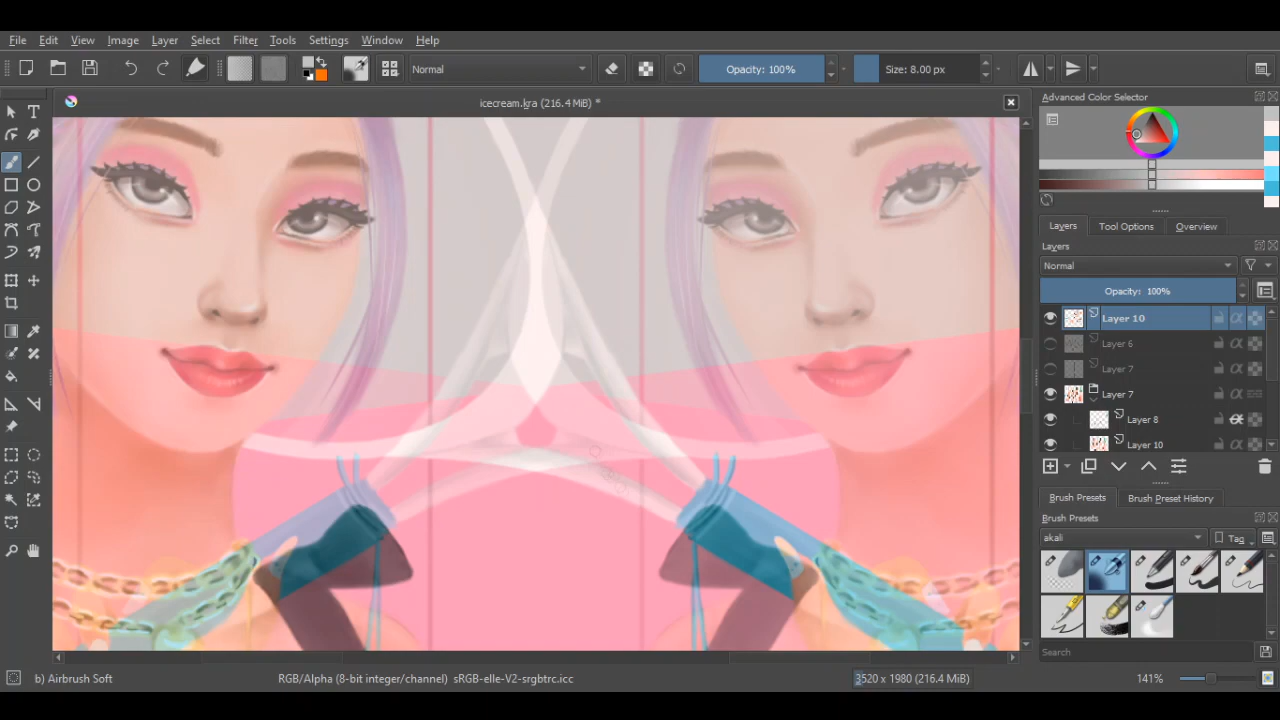 File Edit View Image Layer Select Filter Tools Settings Window Help
Normal Opacity: 100% Size: 8.00 px
icecream.kra (216.4 MiB) *
Advanced Color Selector
Layers Tool Options Overview
Layers
Normal
Opacity: 100%
Layer 10
Layer 6
Layer 7
Layer 7
Layer 8
Layer 10
Brush Presets Brush Preset History
Brush Presets
akali Tag
Search
b) Airbrush Soft RGB/Alpha (8-bit integer/channel) sRGB-elle-V2-srgbtrc.icc 3520 x 1980 (216.4 MiB) 141%